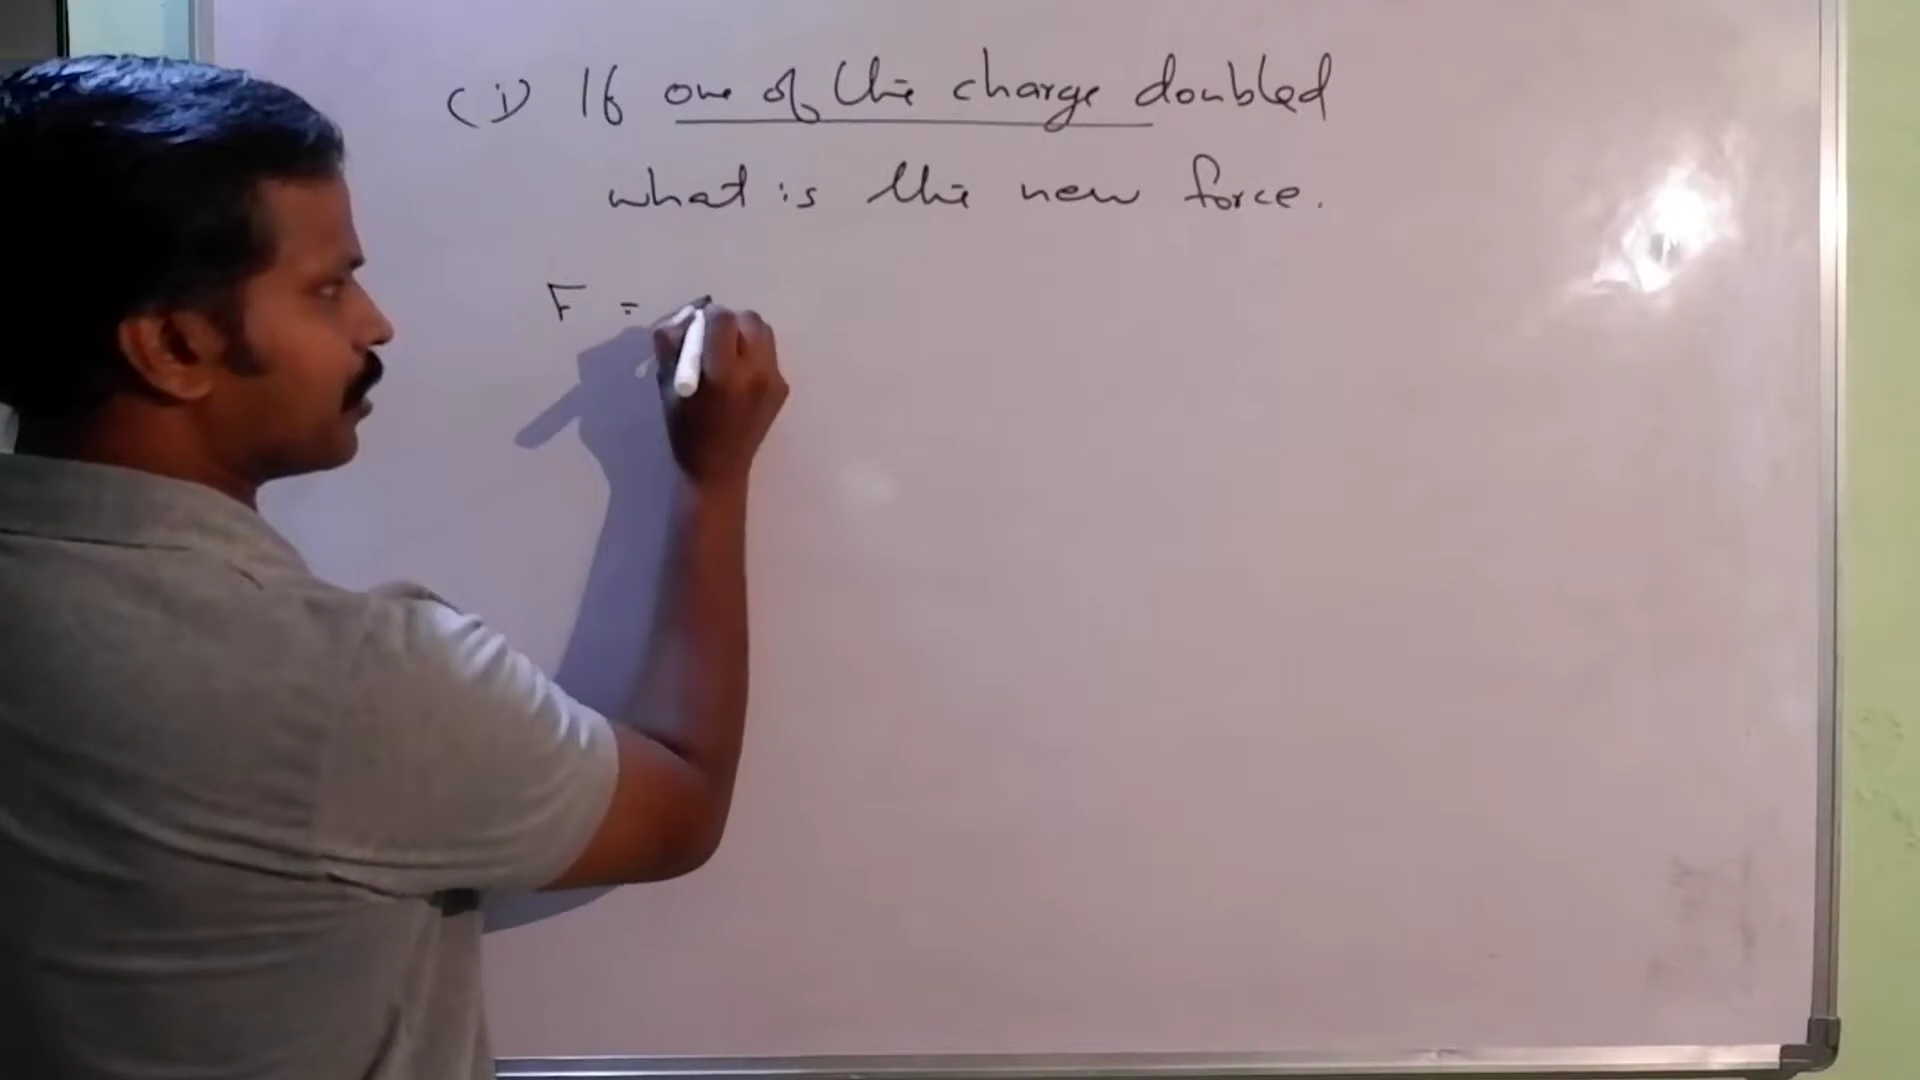 (i) If one of the charge doubled
what is the new force.
F =